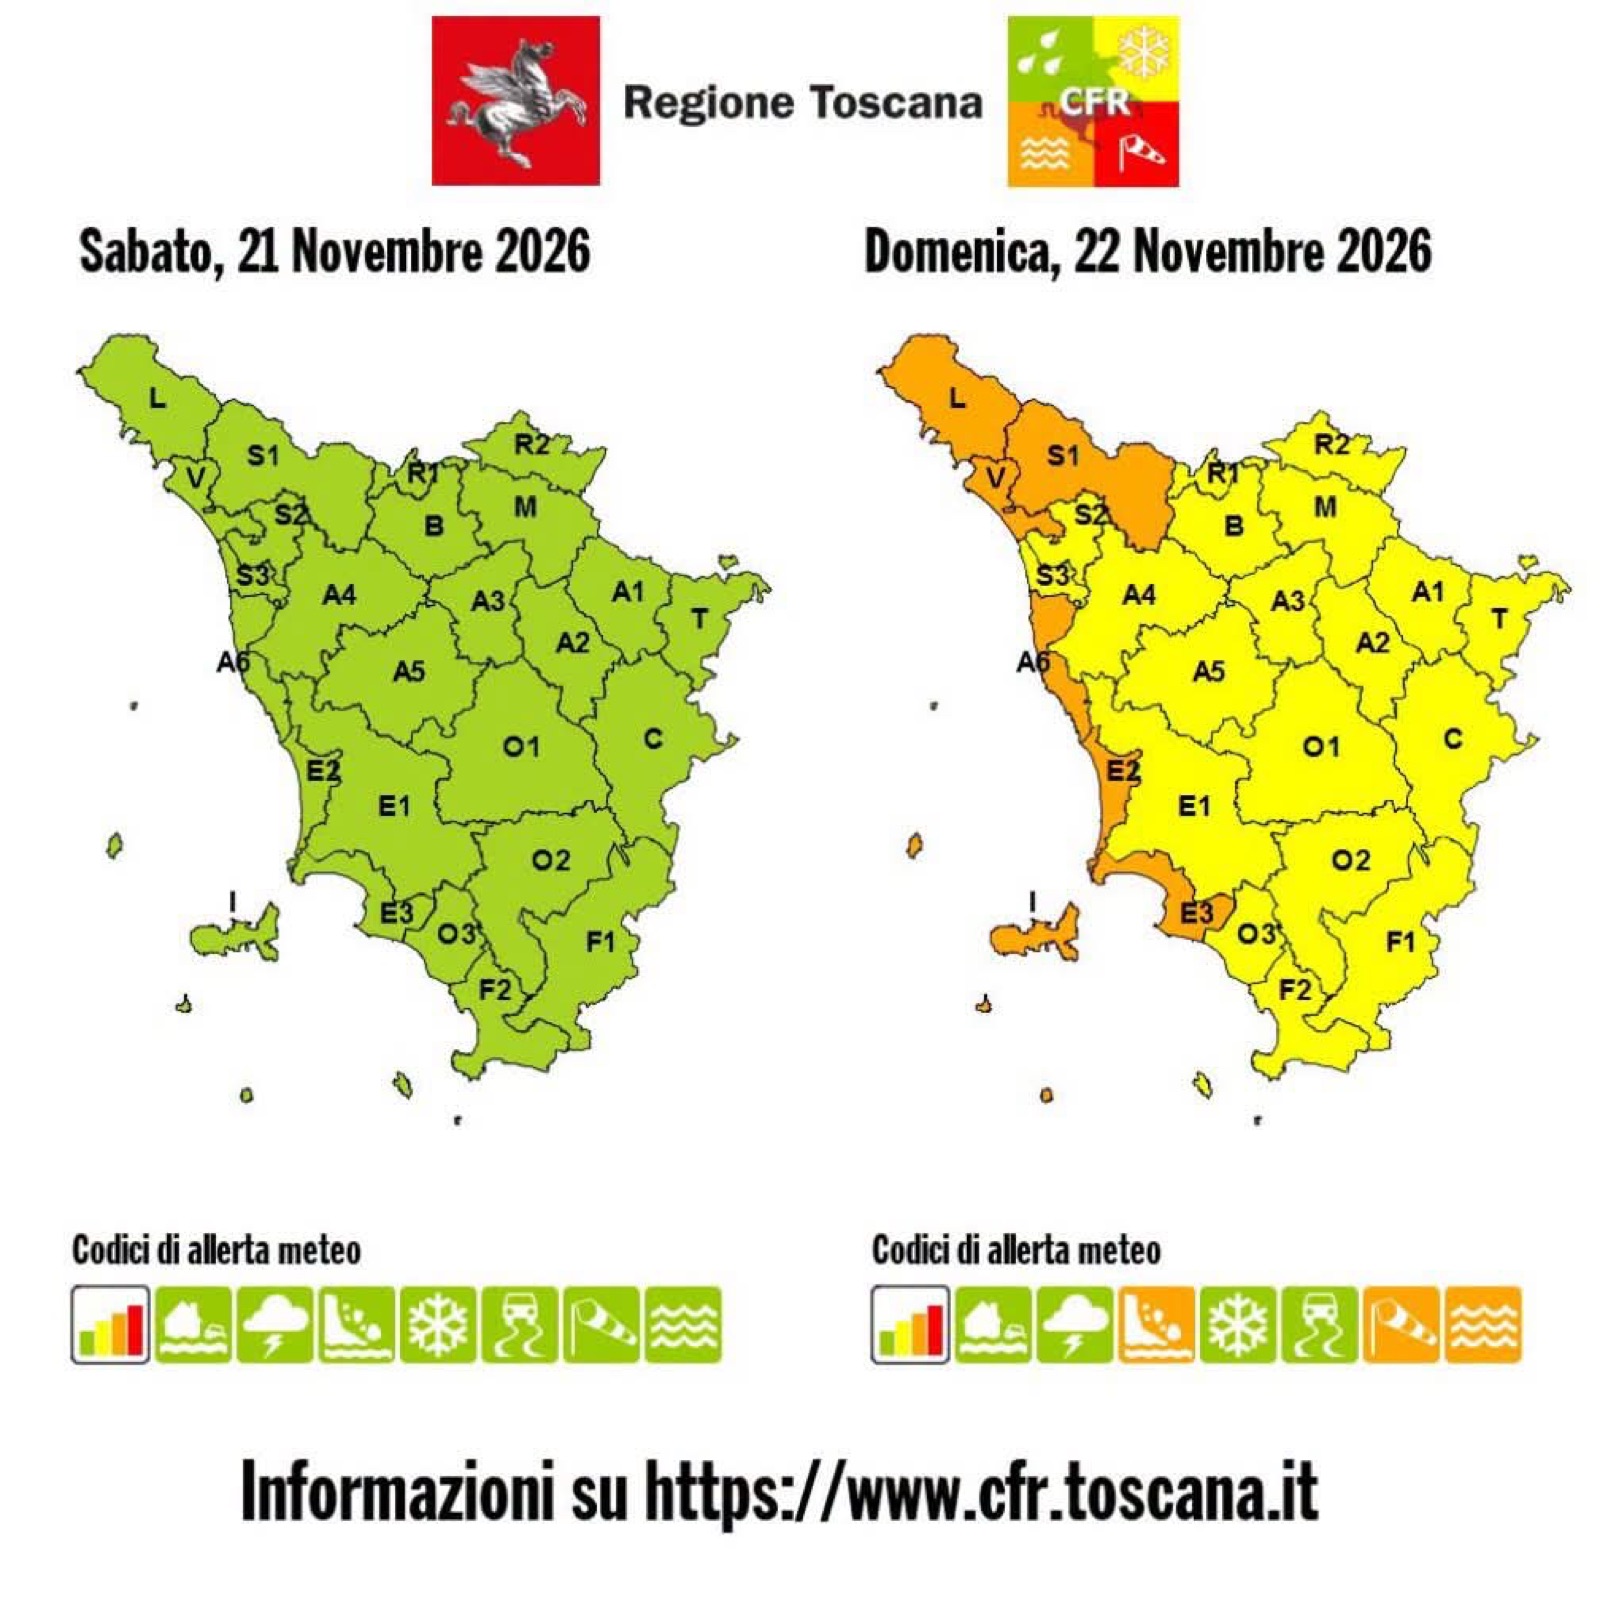 Regione Toscana
CFR
Sabato, 21 Novembre 2026
Domenica, 22 Novembre 2026
L
S1
V
S2
S3
R1
R2
B
M
A4
A3
A1
T
A6
A5
A2
O1
C
E2
E1
O2
I
E3
O3
F1
F2
L
S1
V
S2
S3
R1
R2
B
M
A4
A3
A1
T
A6
A5
A2
O1
C
E2
E1
O2
I
E3
O3
F1
F2
Codici di allerta meteo
Codici di allerta meteo
Informazioni su https://www.cfr.toscana.it